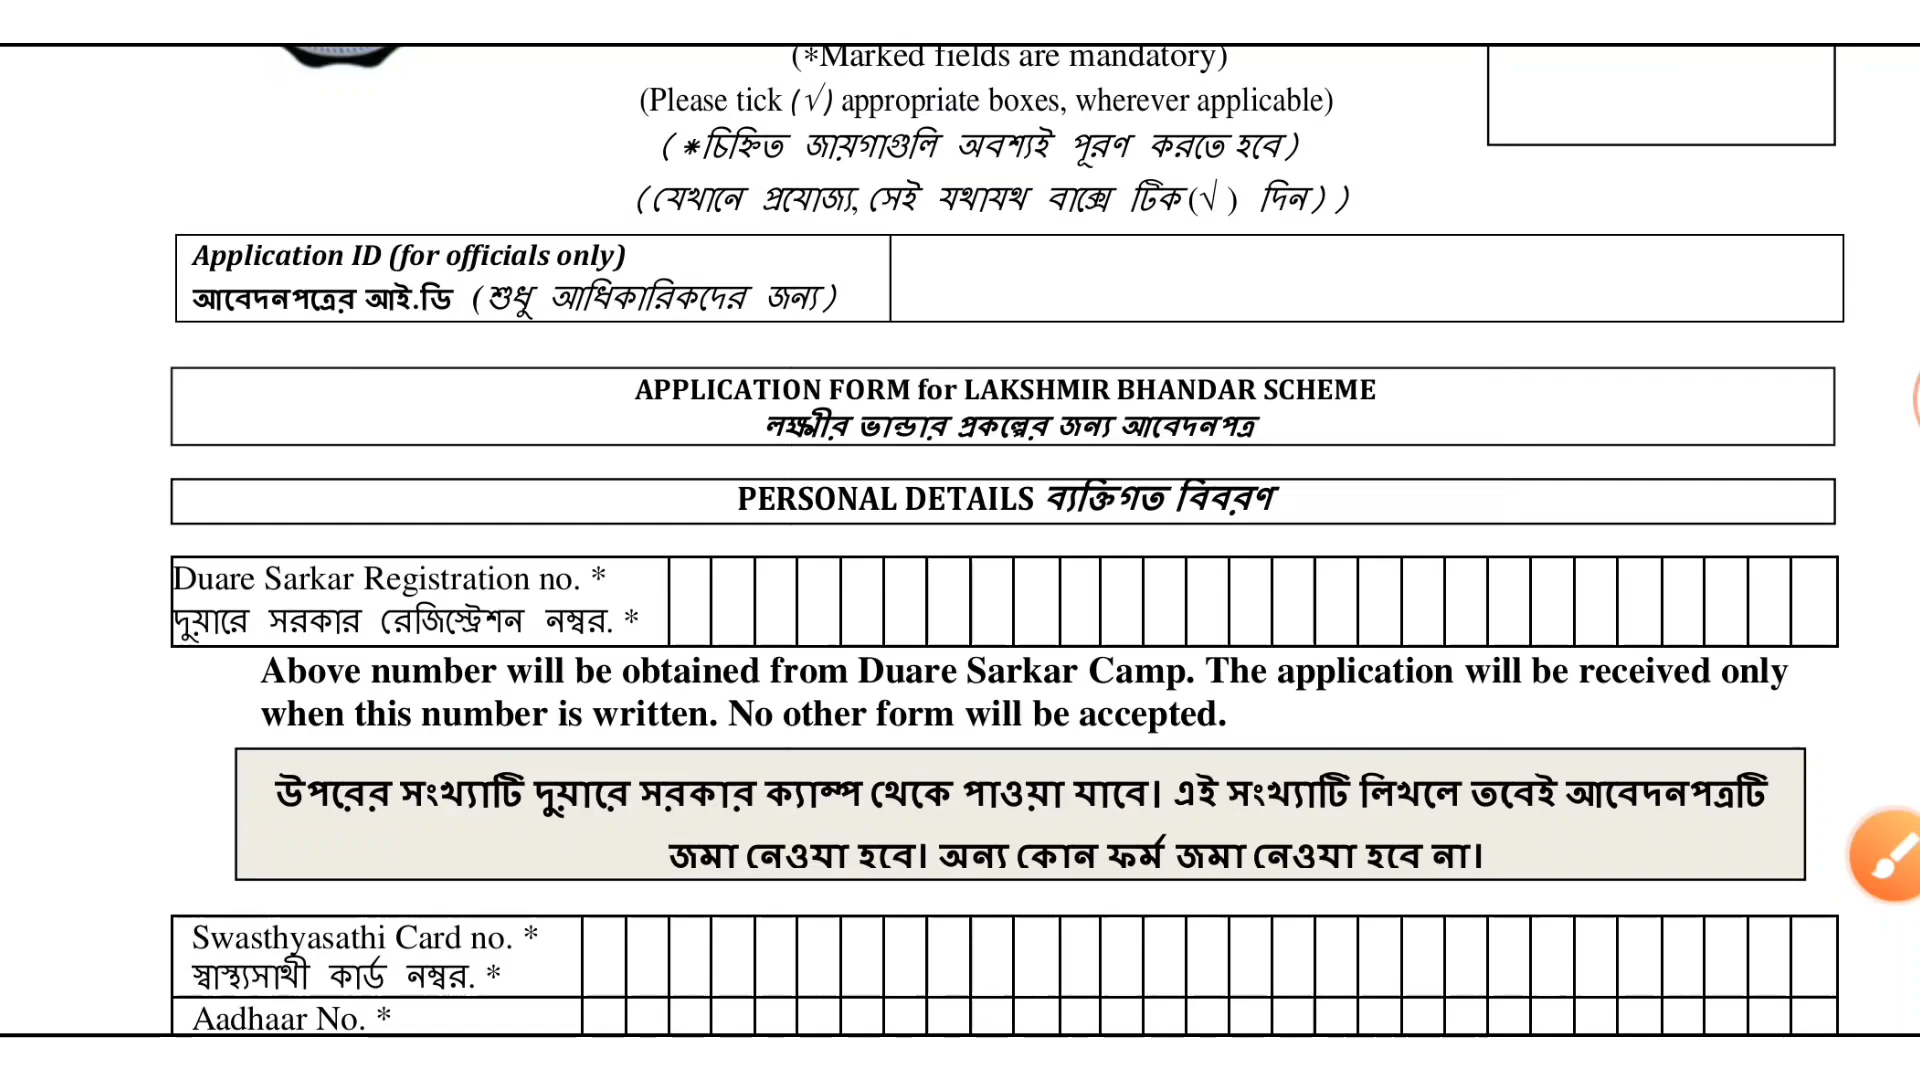 (*Marked fields are mandatory)
(Please tick (√) appropriate boxes, wherever applicable)
( *চিহ্নিত জায়গাগুলি অবশ্যই পূরণ করতে হবে )
( (যেখানে প্রযোজ্য, সেই যথাযথ বাক্সে টিক (√ ) দিন ) )
Application ID (for officials only)
আবেদনপত্রের আই.ডি ( শুধু আধিকারিকদের জন্য )
APPLICATION FORM for LAKSHMIR BHANDAR SCHEME
লক্ষ্মীর ভান্ডার প্রকল্পের জন্য আবেদনপত্র
PERSONAL DETAILS ব্যক্তিগত বিবরণ
Duare Sarkar Registration no. *
দুয়ারে সরকার রেজিস্ট্রেশন নম্বর. *
Above number will be obtained from Duare Sarkar Camp. The application will be received only
when this number is written. No other form will be accepted.
উপরের সংখ্যাটি দুয়ারে সরকার ক্যাম্প থেকে পাওয়া যাবে। এই সংখ্যাটি লিখলে তবেই আবেদনপত্রটি
জমা নেওয়া হবে। অন্য কোন ফর্ম জমা নেওয়া হবে না।
Swasthyasathi Card no. *
স্বাস্থ্যসাথী কার্ড নম্বর. *
Aadhaar No. *